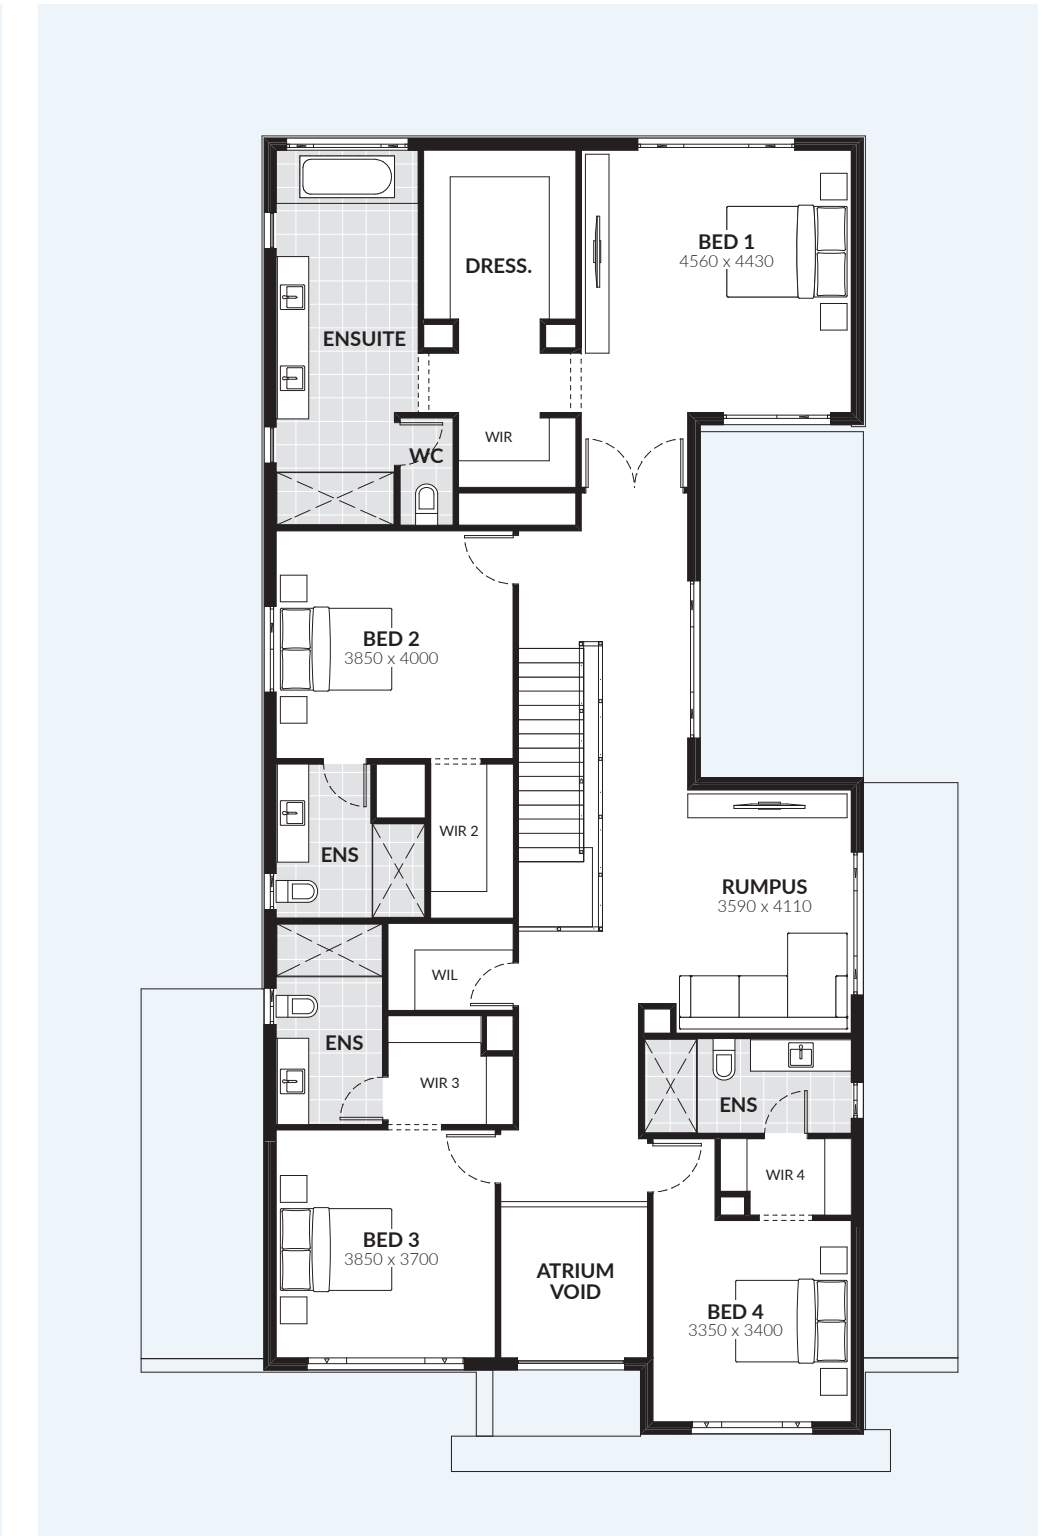 BED 1
4560 x 4430
DRESS.
ENSUITE
WIR
WC
BED 2
3850 x 4000
WIR 2
ENS
RUMPUS
3590 x 4110
WIL
ENS
WIR 3
ENS
WIR 4
BED 3
3850 x 3700
ATRIUM
VOID
BED 4
3350 x 3400